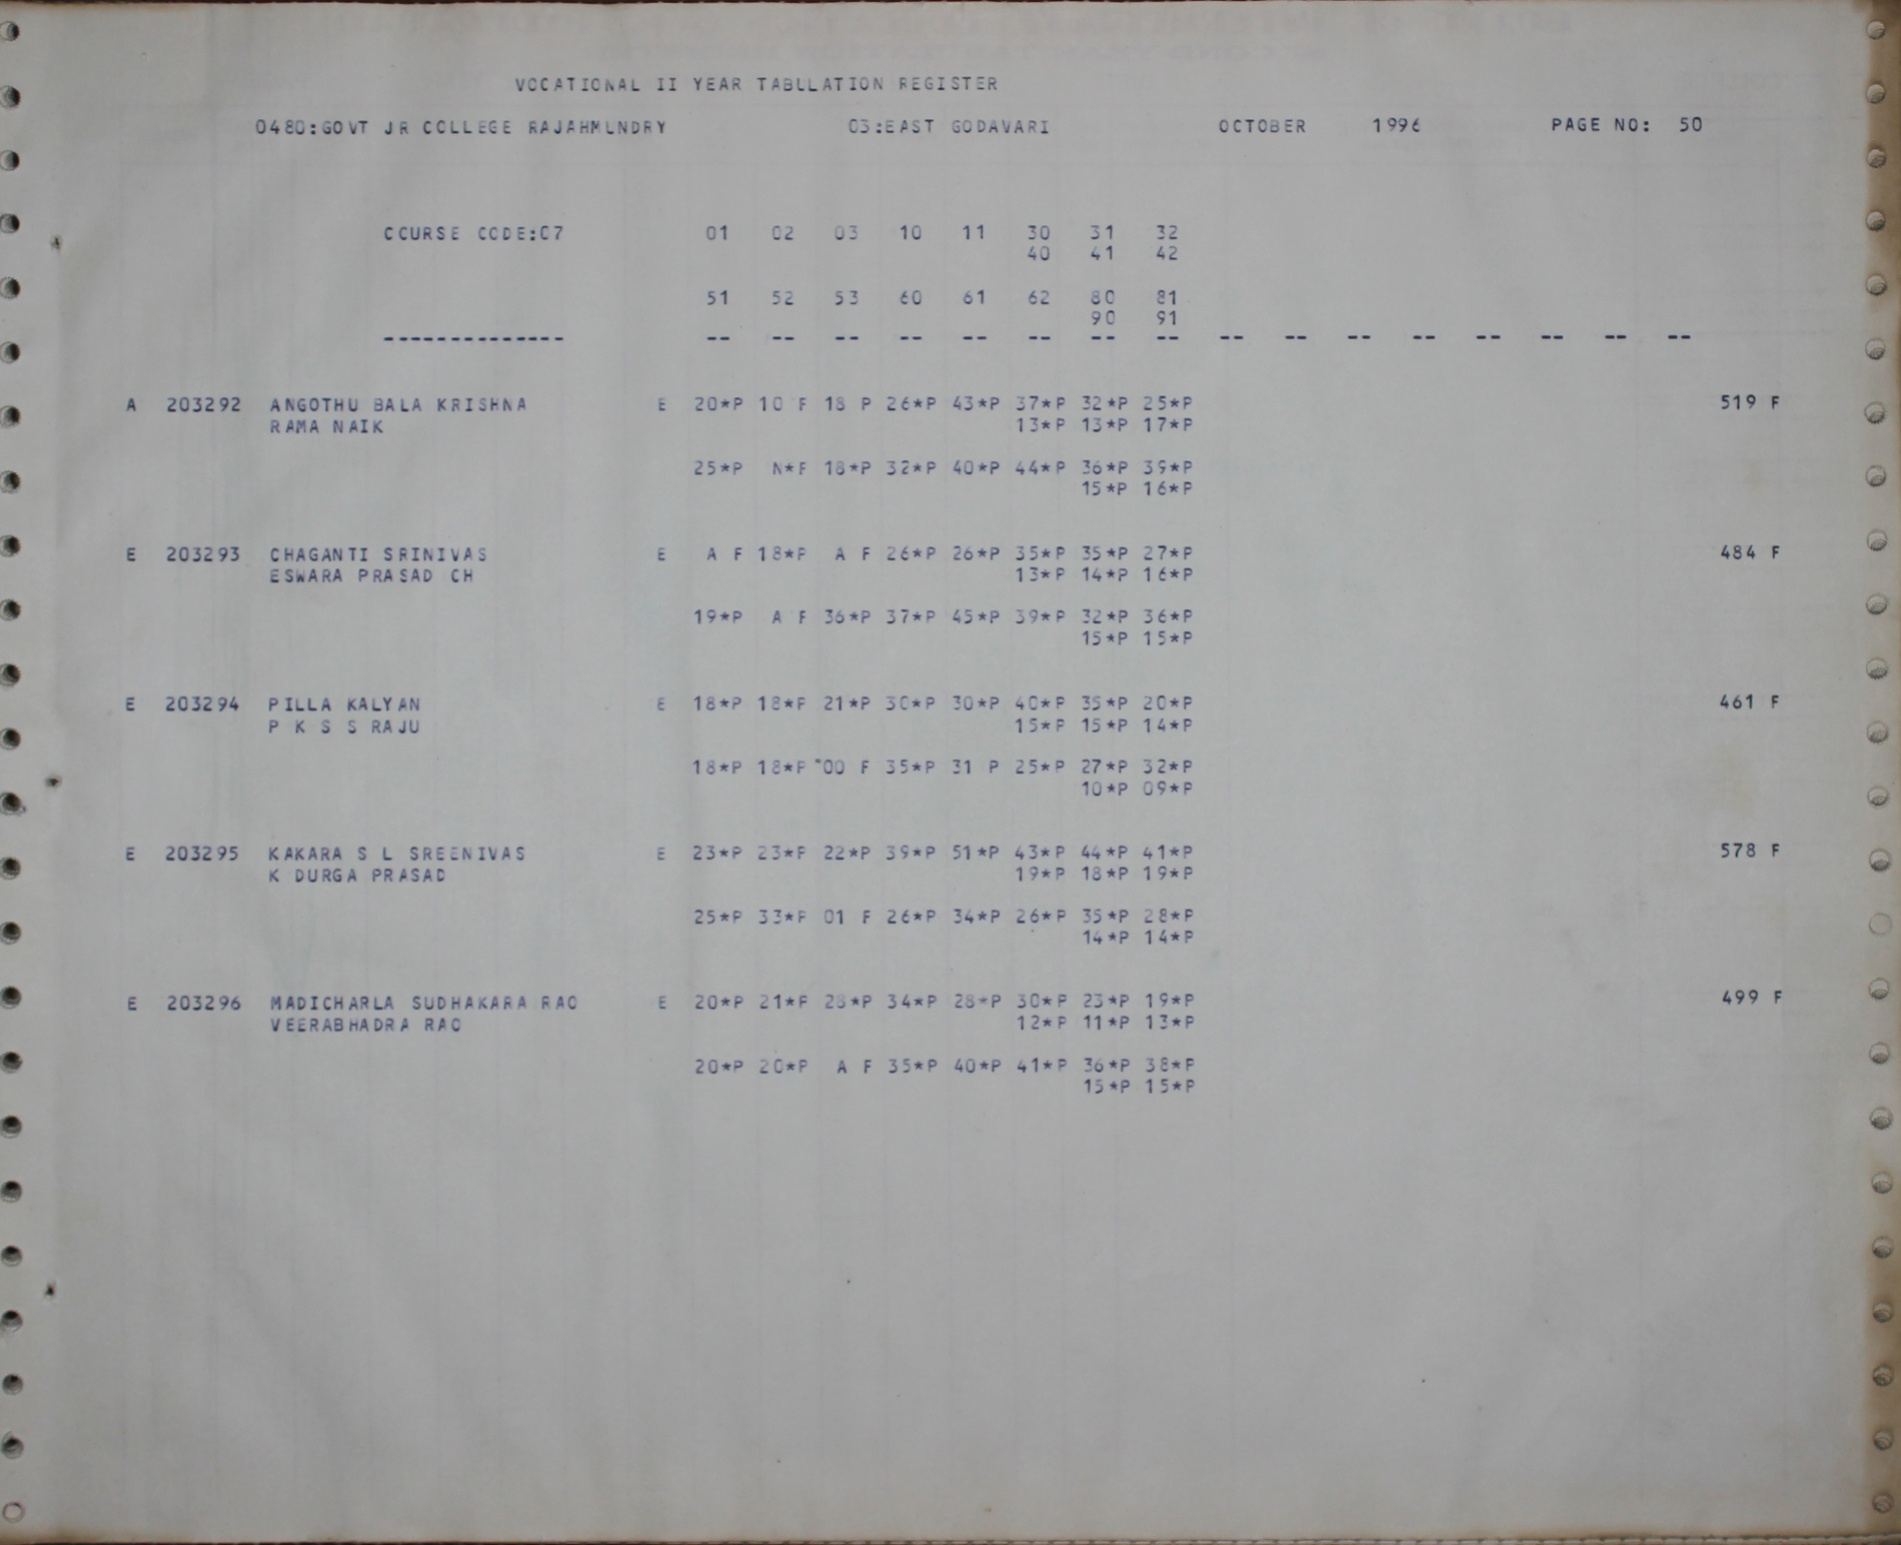 VOCATIONAL II YEAR TABULATION REGISTER
0480:GOVT JR COLLEGE RAJAHMUNDRY 03:EAST GODAVARI OCTOBER 1996 PAGE NO: 50
COURSE CODE:07 01 02 03 10 11 30 31 32
40 41 42
51 52 53 60 61 62 80 81
90 91
-------------- -- -- -- -- -- -- -- -- -- -- -- -- -- -- -- --
A 203292 ANGOTHU BALA KRISHNA E 20*P 10 F 18 P 26*P 43*P 37*P 32*P 25*P 519 F
RAMA NAIK 13*P 13*P 17*P
25*P N*F 18*P 32*P 40*P 44*P 36*P 39*P
15*P 16*P
E 203293 CHAGANTI SRINIVAS E A F 18*P A F 26*P 26*P 35*P 35*P 27*P 484 F
ESWARA PRASAD CH 13*P 14*P 16*P
19*P A F 36*P 37*P 45*P 39*P 32*P 36*P
15*P 15*P
E 203294 PILLA KALYAN E 18*P 18*P 21*P 30*P 30*P 40*P 35*P 20*P 461 F
P K S S RAJU 15*P 15*P 14*P
18*P 18*P 00 F 35*P 31 P 25*P 27*P 32*P
10*P 09*P
E 203295 KAKARA S L SREENIVAS E 23*P 23*P 22*P 39*P 51*P 43*P 44*P 41*P 578 F
K DURGA PRASAD 19*P 18*P 19*P
25*P 33*P 01 F 26*P 34*P 26*P 35*P 28*P
14*P 14*P
E 203296 MADICHARLA SUDHAKARA RAO E 20*P 21*P 28*P 34*P 28*P 30*P 23*P 19*P 499 F
VEERABHADRA RAO 12*P 11*P 13*P
20*P 20*P A F 35*P 40*P 41*P 36*P 38*P
15*P 15*P